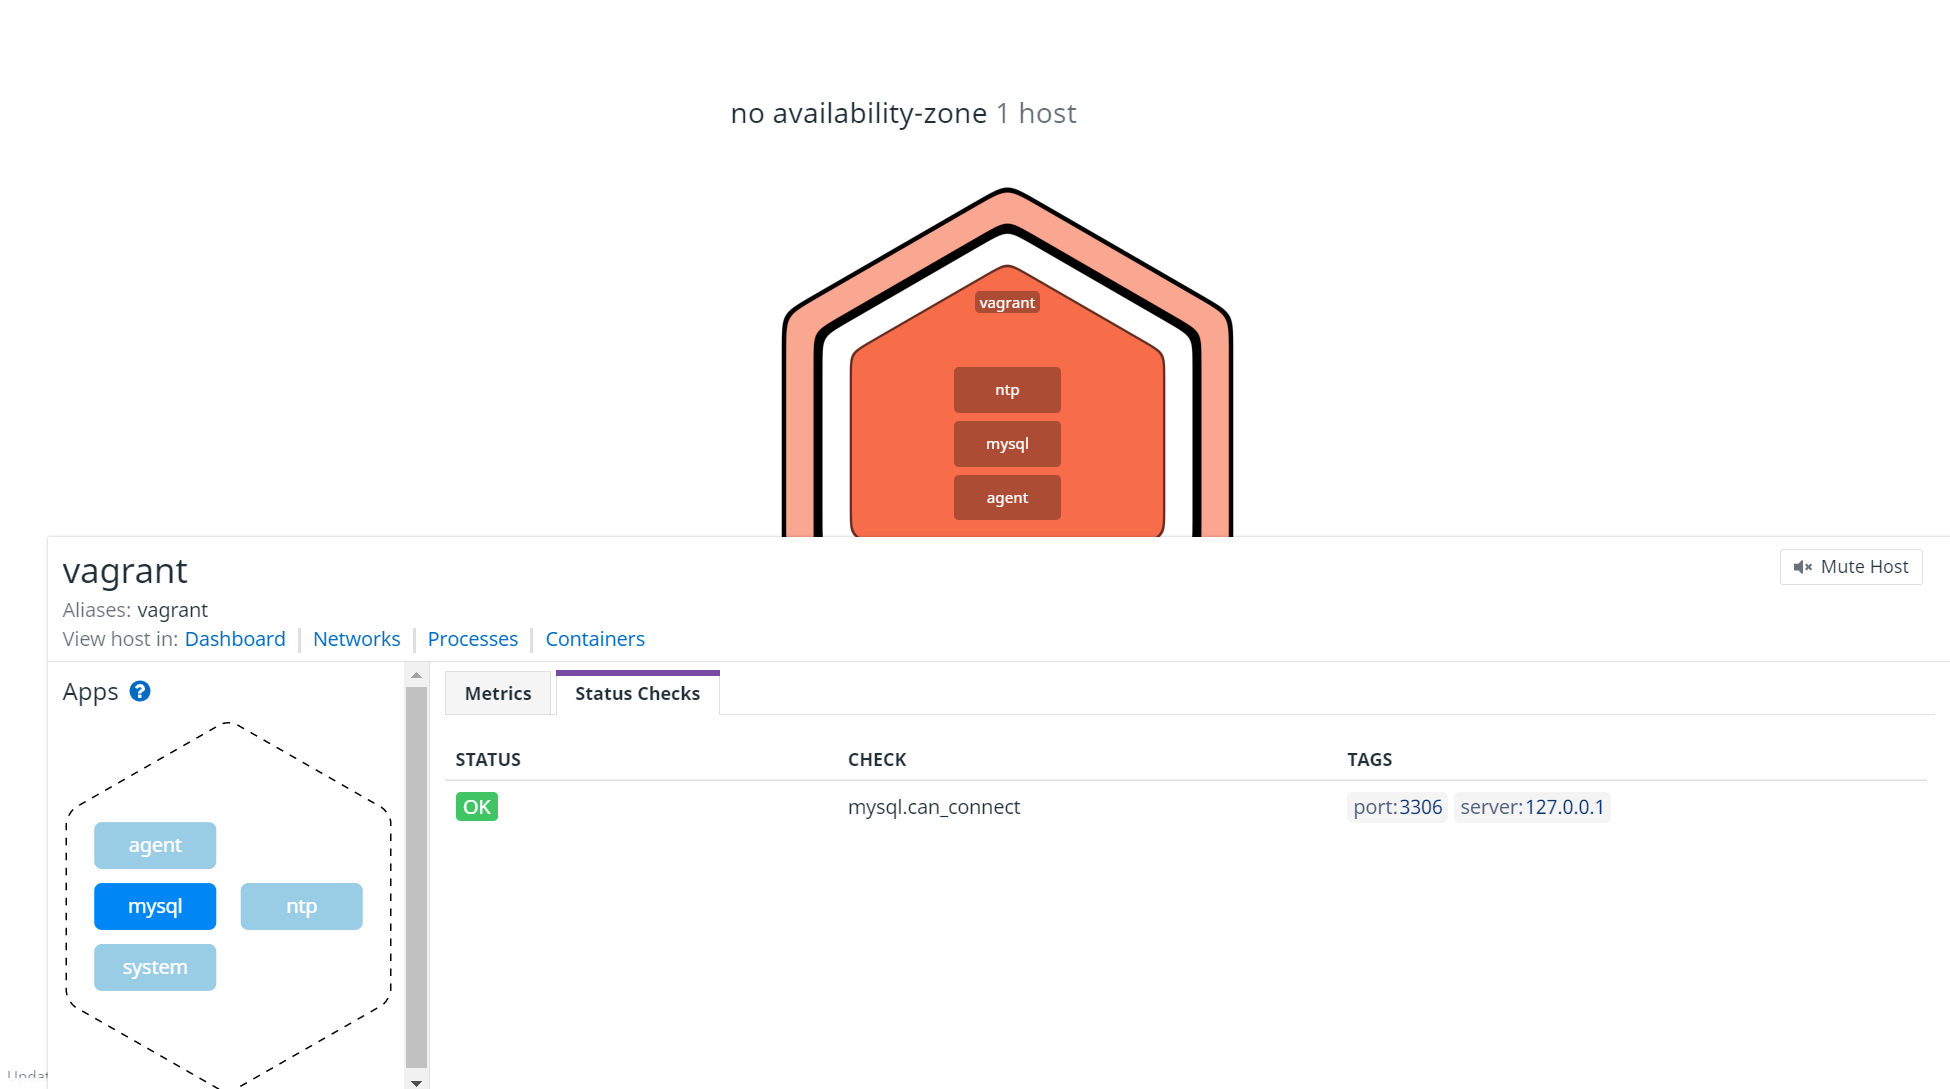 no availability-zone 1 host
vagrant
ntp
mysql
agent
vagrant
Mute Host
Aliases: vagrant
View host in: Dashboard Networks Processes Containers
Apps ?
Metrics Status Checks
STATUS CHECK TAGS
OK mysql.can_connect port:3306 server:127.0.0.1
agent
mysql ntp
system